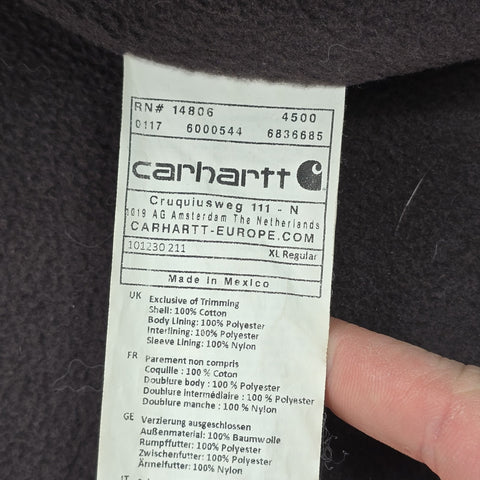 RN# 14806 4500
0117 6000544 6836685
carhartt
Cruquiusweg 111 - N
1019 AG Amsterdam The Netherlands
CARHARTT-EUROPE.COM
101230 211 XL Regular
Made in Mexico
UK Exclusive of Trimming
Shell: 100% Cotton
Body Lining: 100% Polyester
Interlining: 100% Polyester
Sleeve Lining: 100% Nylon
FR Parement non compris
Coquille : 100 % Coton
Doublure body : 100 % Polyester
Doublure intermédiaire : 100 % Polyester
Doublure manche : 100 % Nylon
GE Verzierung ausgeschlossen
Außenmaterial: 100% Baumwolle
Rumpffutter: 100% Polyester
Zwischenfutter: 100% Polyester
Ärmelfutter: 100% Nylon